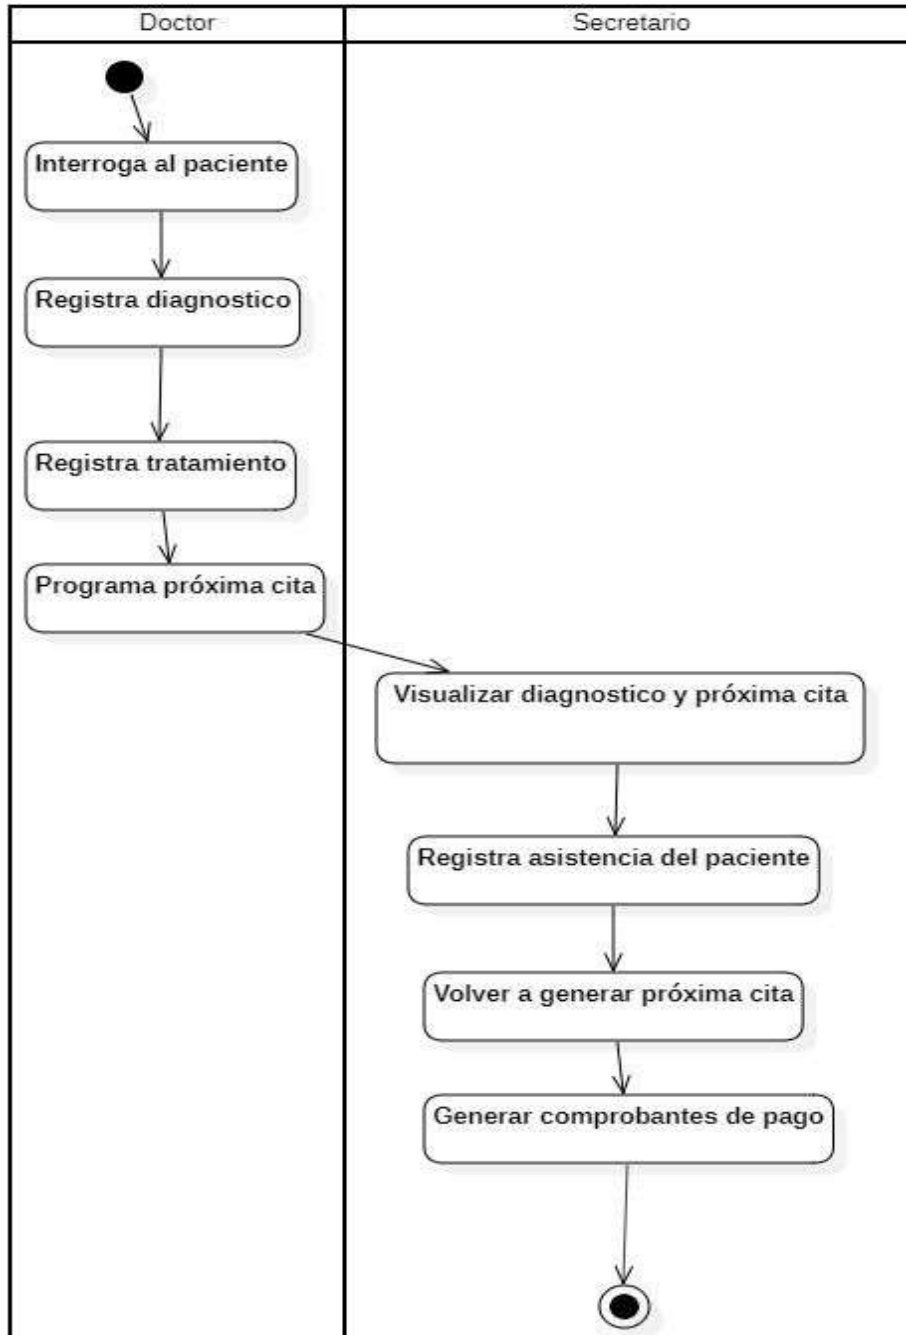 Doctor
Secretario
Interroga al paciente
Registra diagnostico
Registra tratamiento
Programa próxima cita
Visualizar diagnostico y próxima cita
Registra asistencia del paciente
Volver a generar próxima cita
Generar comprobantes de pago